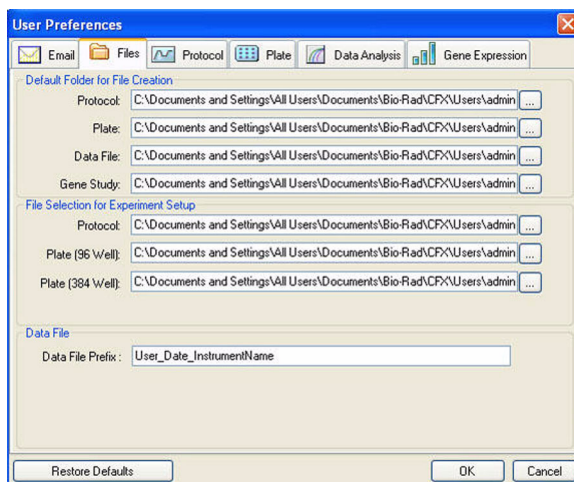 User Preferences
Email Files Protocol Plate Data Analysis Gene Expression
Default Folder for File Creation
Protocol: C:\Documents and Settings\All Users\Documents\Bio-Rad\CFX\Users\admin ...
Plate: C:\Documents and Settings\All Users\Documents\Bio-Rad\CFX\Users\admin ...
Data File: C:\Documents and Settings\All Users\Documents\Bio-Rad\CFX\Users\admin ...
Gene Study: C:\Documents and Settings\All Users\Documents\Bio-Rad\CFX\Users\admin ...
File Selection for Experiment Setup
Protocol: C:\Documents and Settings\All Users\Documents\Bio-Rad\CFX\Users\admin ...
Plate (96 Well): C:\Documents and Settings\All Users\Documents\Bio-Rad\CFX\Users\admin ...
Plate (384 Well): C:\Documents and Settings\All Users\Documents\Bio-Rad\CFX\Users\admin ...
Data File
Data File Prefix : User_Date_InstrumentName
Restore Defaults OK Cancel